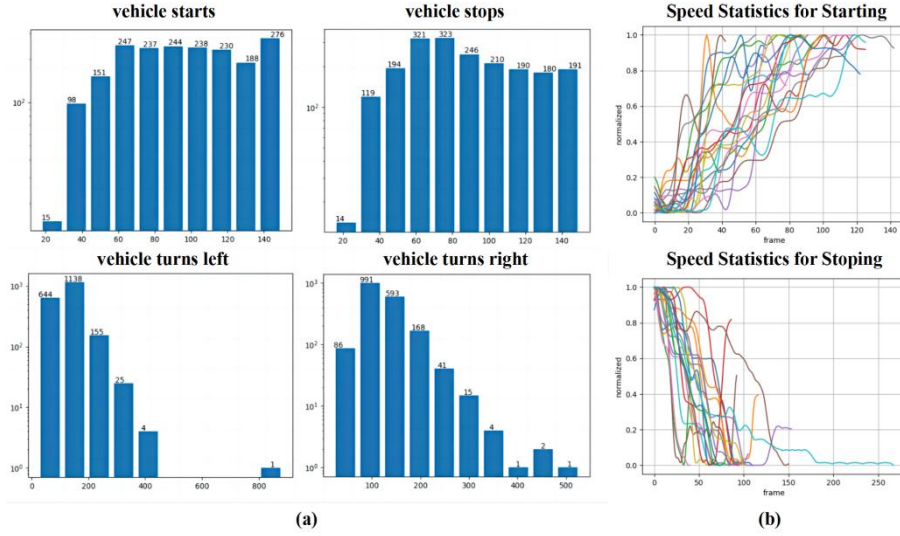 vehicle starts
15 98 151 247 237 244 238 230 188 276
10²
20 40 60 80 100 120 140
vehicle stops
14 119 194 321 323 246 210 190 180 191
10²
20 40 60 80 100 120 140
Speed Statistics for Starting
normalized
1.0
0.8
0.6
0.4
0.2
0.0
0 20 40 60 80 100 120 140
frame
vehicle turns left
644 1138 155 25 4 1
10³
10²
10¹
10⁰
0 200 400 600 800
vehicle turns right
86 991 593 168 41 15 4 1 2 1
10³
10²
10¹
10⁰
100 200 300 400 500
Speed Statistics for Stoping
normalized
1.0
0.8
0.6
0.4
0.2
0.0
0 50 100 150 200 250
frame
(a)
(b)